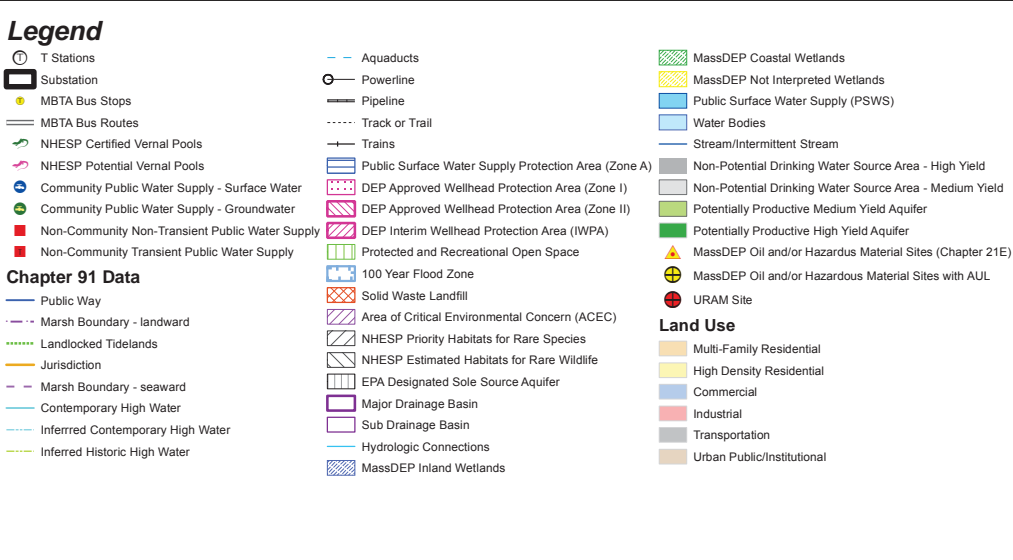 Legend
T T Stations
Substation
T MBTA Bus Stops
MBTA Bus Routes
NHESP Certified Vernal Pools
NHESP Potential Vernal Pools
Community Public Water Supply - Surface Water
Community Public Water Supply - Groundwater
Non-Community Non-Transient Public Water Supply
Non-Community Transient Public Water Supply
Chapter 91 Data
Public Way
Marsh Boundary - landward
Landlocked Tidelands
Jurisdiction
Marsh Boundary - seaward
Contemporary High Water
Inferrred Contemporary High Water
Inferred Historic High Water
Aquaducts
Powerline
Pipeline
Track or Trail
Trains
Public Surface Water Supply Protection Area (Zone A)
DEP Approved Wellhead Protection Area (Zone I)
DEP Approved Wellhead Protection Area (Zone II)
DEP Interim Wellhead Protection Area (IWPA)
Protected and Recreational Open Space
100 Year Flood Zone
Solid Waste Landfill
Area of Critical Environmental Concern (ACEC)
NHESP Priority Habitats for Rare Species
NHESP Estimated Habitats for Rare Wildlife
EPA Designated Sole Source Aquifer
Major Drainage Basin
Sub Drainage Basin
Hydrologic Connections
MassDEP Inland Wetlands
MassDEP Coastal Wetlands
MassDEP Not Interpreted Wetlands
Public Surface Water Supply (PSWS)
Water Bodies
Stream/Intermittent Stream
Non-Potential Drinking Water Source Area - High Yield
Non-Potential Drinking Water Source Area - Medium Yield
Potentially Productive Medium Yield Aquifer
Potentially Productive High Yield Aquifer
MassDEP Oil and/or Hazardus Material Sites (Chapter 21E)
MassDEP Oil and/or Hazardous Material Sites with AUL
URAM Site
Land Use
Multi-Family Residential
High Density Residential
Commercial
Industrial
Transportation
Urban Public/Institutional